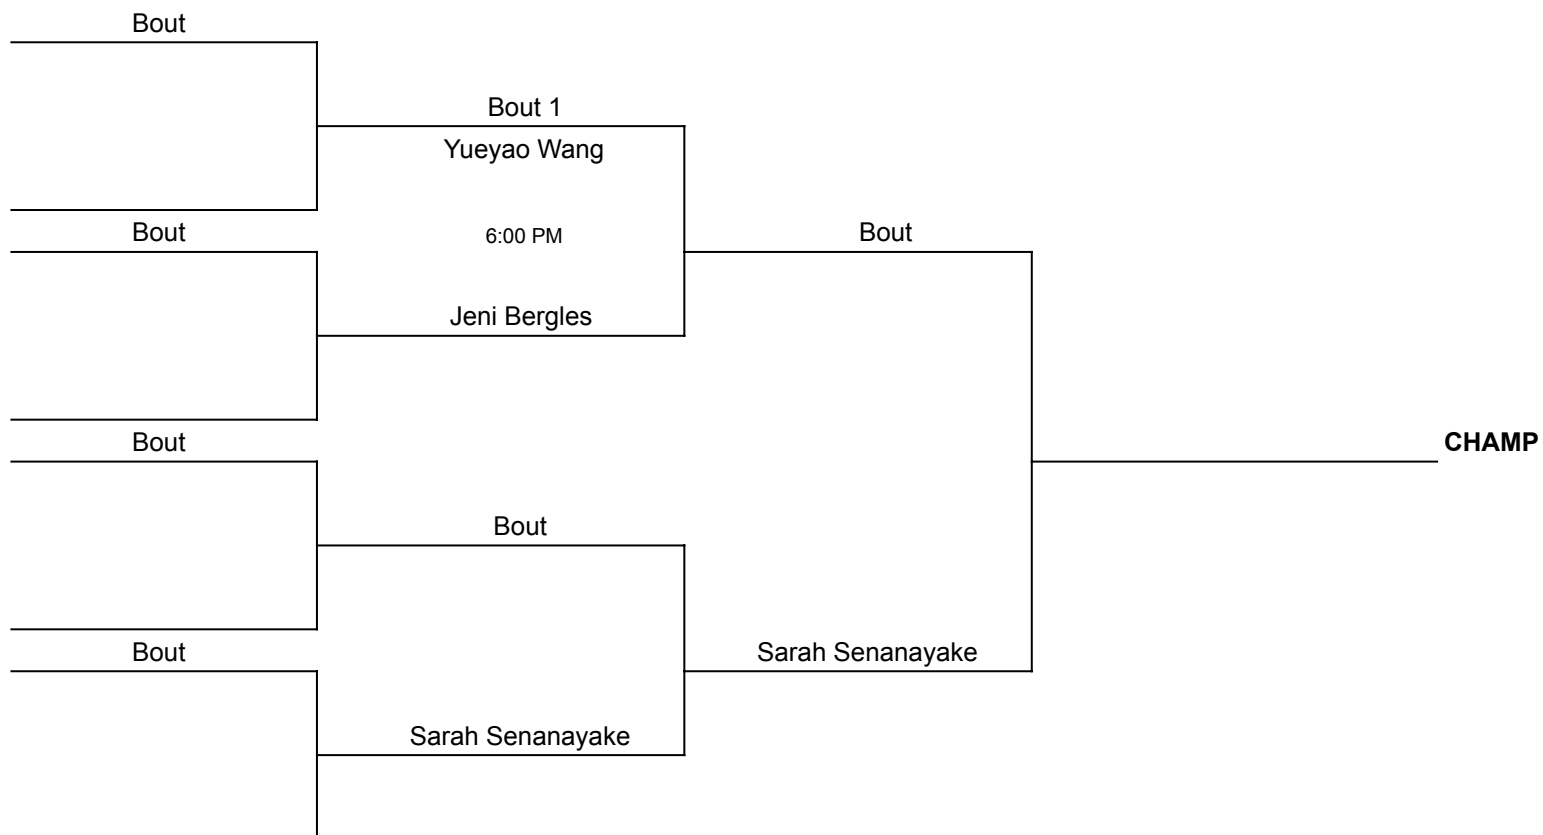 Bout
Bout 1
Yueyao Wang
Bout
6:00 PM
Bout
Jeni Bergles
Bout
CHAMP
Bout
Bout
Sarah Senanayake
Sarah Senanayake